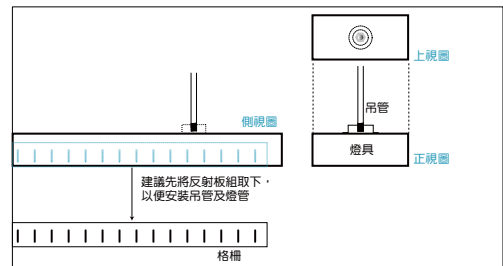 上視圖
吊管
側視圖
燈具
正視圖
建議先將反射板組取下，
以便安裝吊管及燈管
格柵